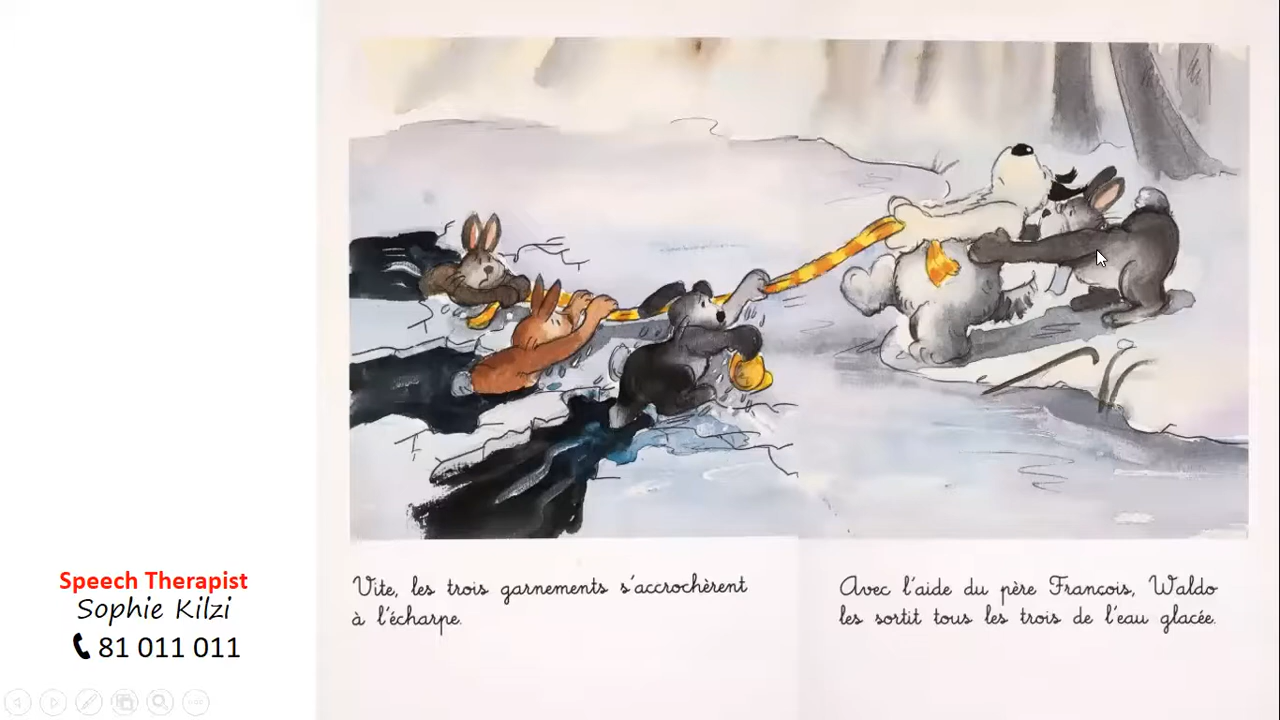 Speech Therapist
Sophie Kilzi
81 011 011
Vite, les trois garnements s'accrochèrent
à l'écharpe.
Avec l'aide du père François, Waldo
les sortit tous les trois de l'eau glacée.